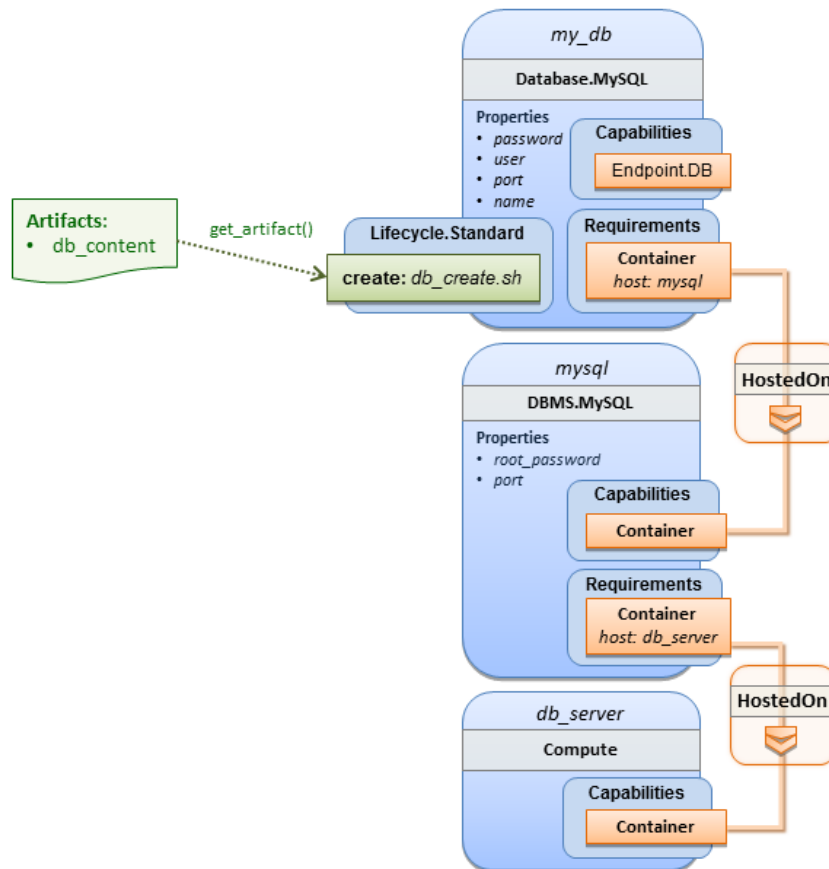 my_db
Database.MySQL
Properties
• password
• user
• port
• name
Capabilities
Endpoint.DB
Requirements
Container
host: mysql
Artifacts:
• db_content
get_artifact()
Lifecycle.Standard
create: db_create.sh
HostedOn
mysql
DBMS.MySQL
Properties
• root_password
• port
Capabilities
Container
Requirements
Container
host: db_server
HostedOn
db_server
Compute
Capabilities
Container